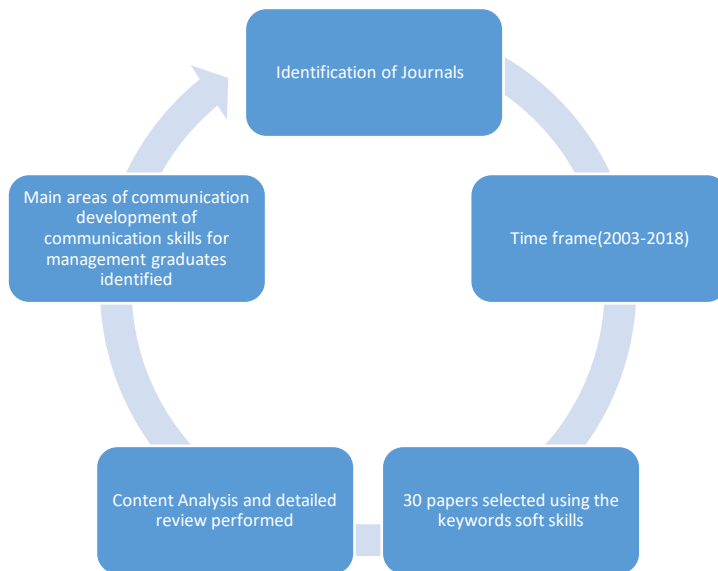 Identification of Journals
Time frame(2003-2018)
30 papers selected using the
keywords soft skills
Content Analysis and detailed
review performed
Main areas of communication
development of
communication skills for
management graduates
identified